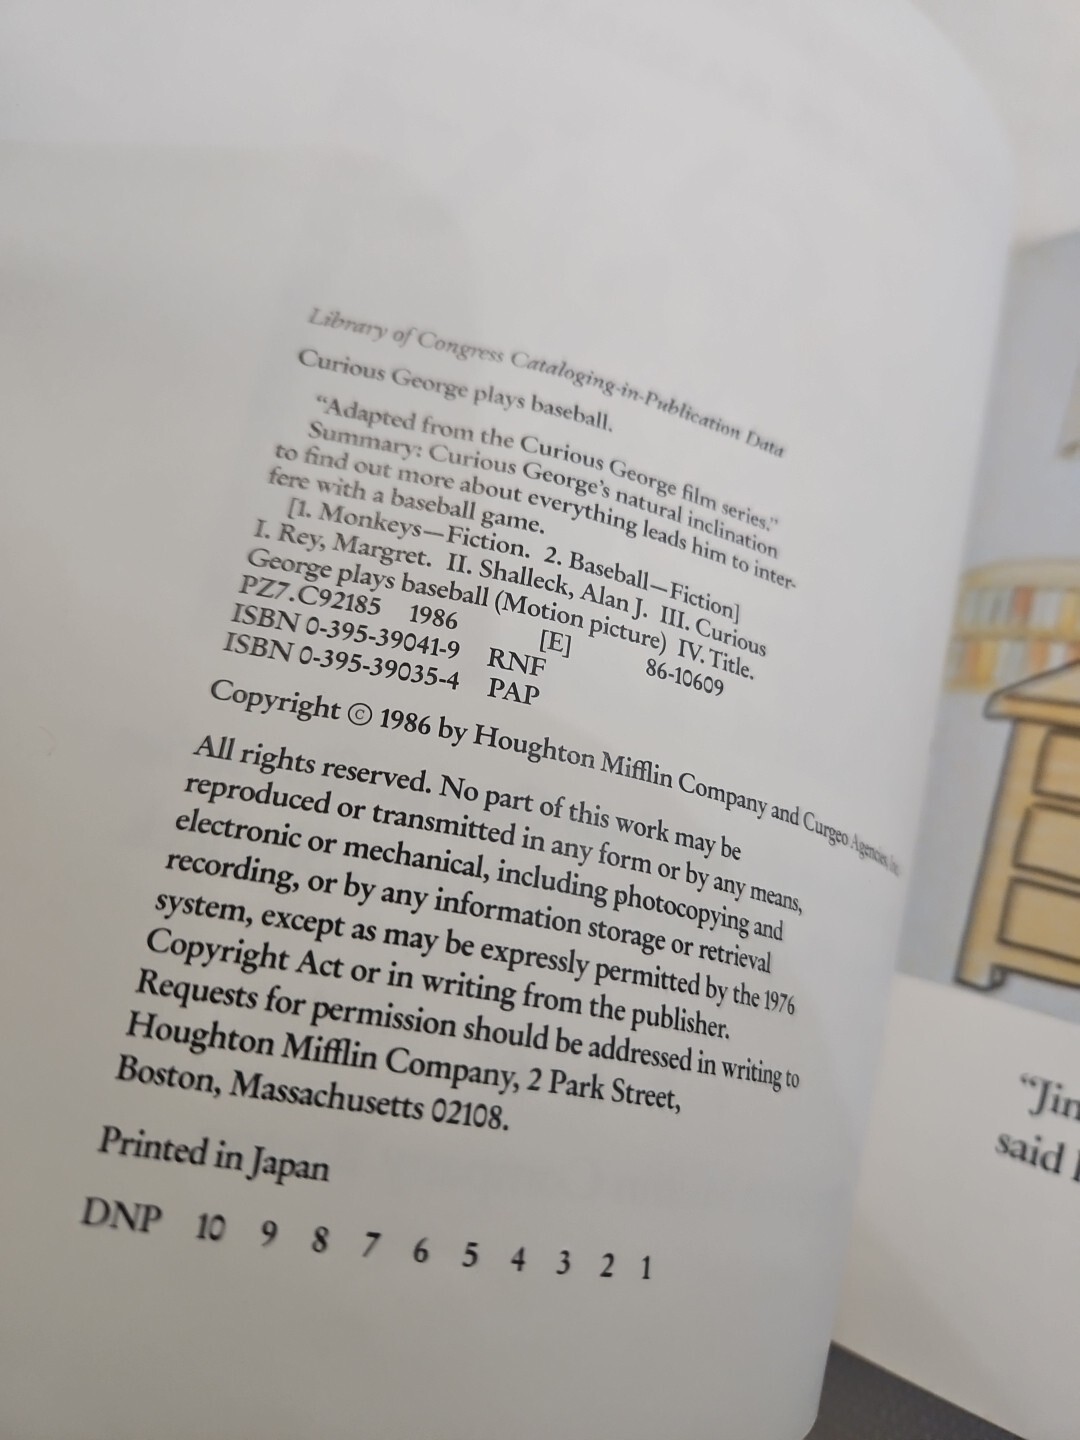 Library of Congress Cataloging-in-Publication Data
Curious George plays baseball.
"Adapted from the Curious George film series."
Summary: Curious George's natural inclination
to find out more about everything leads him to inter-
fere with a baseball game.
[1. Monkeys—Fiction. 2. Baseball—Fiction]
I. Rey, Margret. II. Shalleck, Alan J. III. Curious
George plays baseball (Motion picture) IV. Title.
PZ7.C92185 1986 [E] 86-10609
ISBN 0-395-39041-9 RNF
ISBN 0-395-39035-4 PAP
Copyright © 1986 by Houghton Mifflin Company and Curgeo Agencies, Inc.
All rights reserved. No part of this work may be
reproduced or transmitted in any form or by any means,
electronic or mechanical, including photocopying and
recording, or by any information storage or retrieval
system, except as may be expressly permitted by the 1976
Copyright Act or in writing from the publisher.
Requests for permission should be addressed in writing to
Houghton Mifflin Company, 2 Park Street,
Boston, Massachusetts 02108.
Printed in Japan
DNP 10 9 8 7 6 5 4 3 2 1
"Jin
said